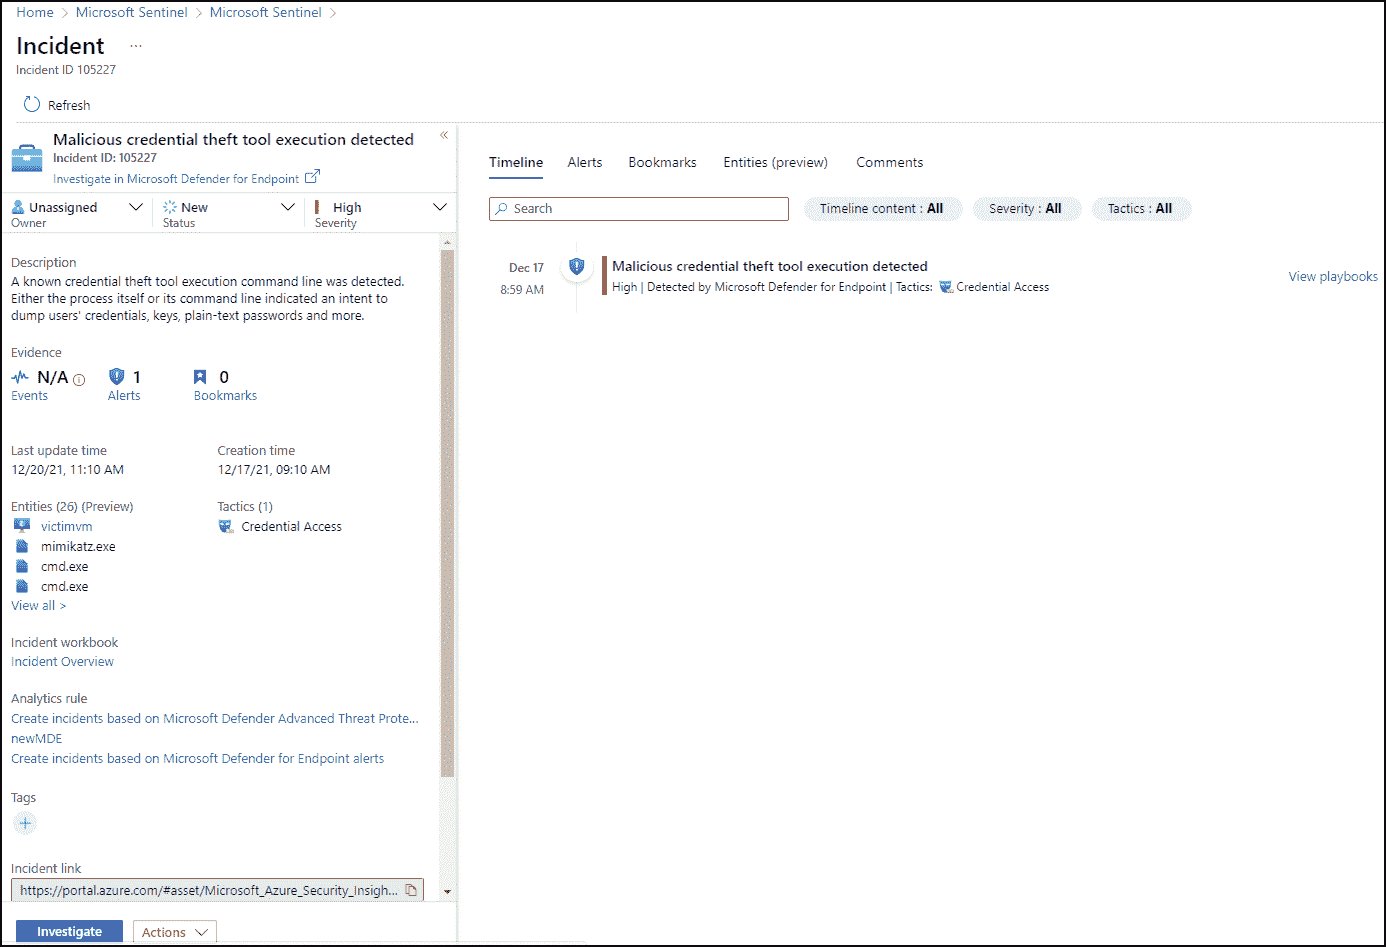 Home > Microsoft Sentinel > Microsoft Sentinel >
Incident ...
Incident ID 105227
Refresh
Malicious credential theft tool execution detected
Incident ID: 105227
Investigate in Microsoft Defender for Endpoint
«
Unassigned
Owner
New
Status
High
Severity
Description
A known credential theft tool execution command line was detected.
Either the process itself or its command line indicated an intent to
dump users' credentials, keys, plain-text passwords and more.
Evidence
N/A
Events
1
Alerts
0
Bookmarks
Last update time
12/20/21, 11:10 AM
Creation time
12/17/21, 09:10 AM
Entities (26) (Preview)
victimvm
mimikatz.exe
cmd.exe
cmd.exe
View all >
Tactics (1)
Credential Access
Incident workbook
Incident Overview
Analytics rule
Create incidents based on Microsoft Defender Advanced Threat Prote...
newMDE
Create incidents based on Microsoft Defender for Endpoint alerts
Tags
+
Incident link
https://portal.azure.com/#asset/Microsoft_Azure_Security_Insigh...
Investigate
Actions
Timeline Alerts Bookmarks Entities (preview) Comments
Search
Timeline content : All
Severity : All
Tactics : All
Dec 17
8:59 AM
Malicious credential theft tool execution detected
High | Detected by Microsoft Defender for Endpoint | Tactics: Credential Access
View playbooks